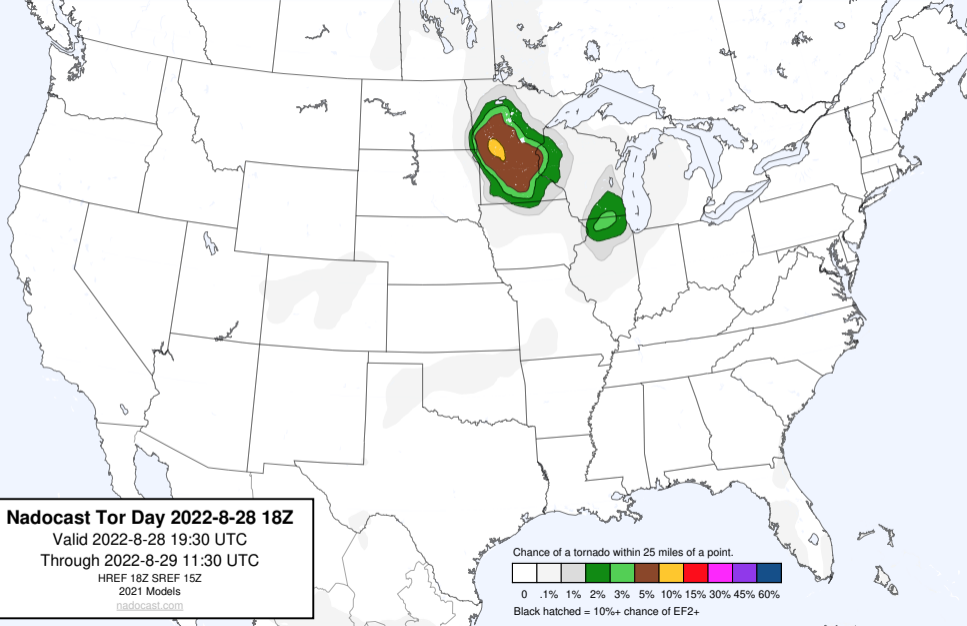 Nadocast Tor Day 2022-8-28 18Z
Valid 2022-8-28 19:30 UTC
Through 2022-8-29 11:30 UTC
HREF 18Z SREF 15Z
2021 Models
nadocast.com
Chance of a tornado within 25 miles of a point.
0 .1% 1% 2% 3% 5% 10% 15% 30% 45% 60%
Black hatched = 10%+ chance of EF2+